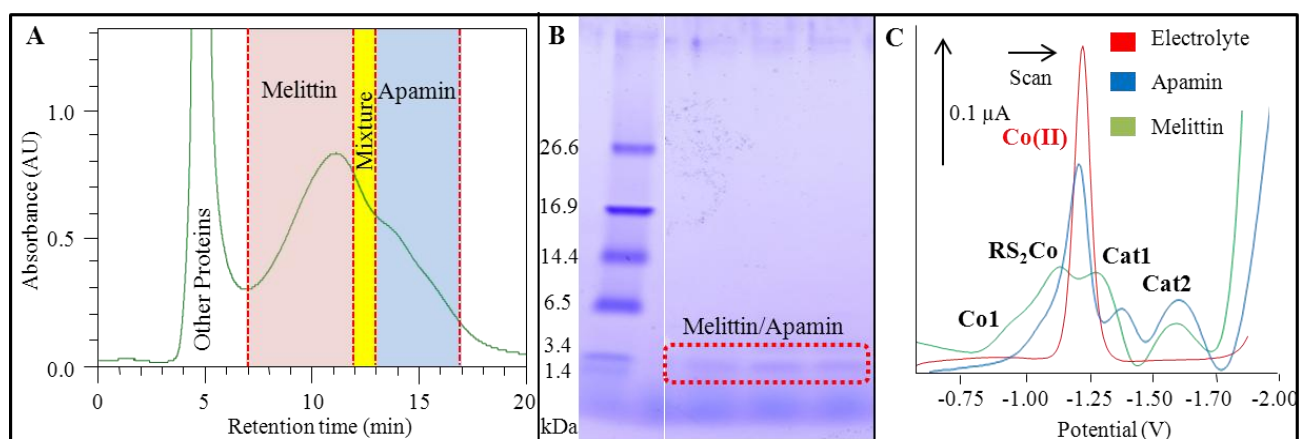 A
Absorbance (AU)
1.0
0.5
0.0
Other Proteins
Melittin
Mixture
Apamin
0
5
10
15
20
Retention time (min)
B
26.6
16.9
14.4
6.5
3.4
1.4
kDa
Melittin/Apamin
C
0.1 µA
Scan
Electrolyte
Apamin
Melittin
Co(II)
RS₂Co
Cat1
Cat2
Co1
-0.75
-1.00
-1.25
-1.50
-1.70
-2.00
Potential (V)